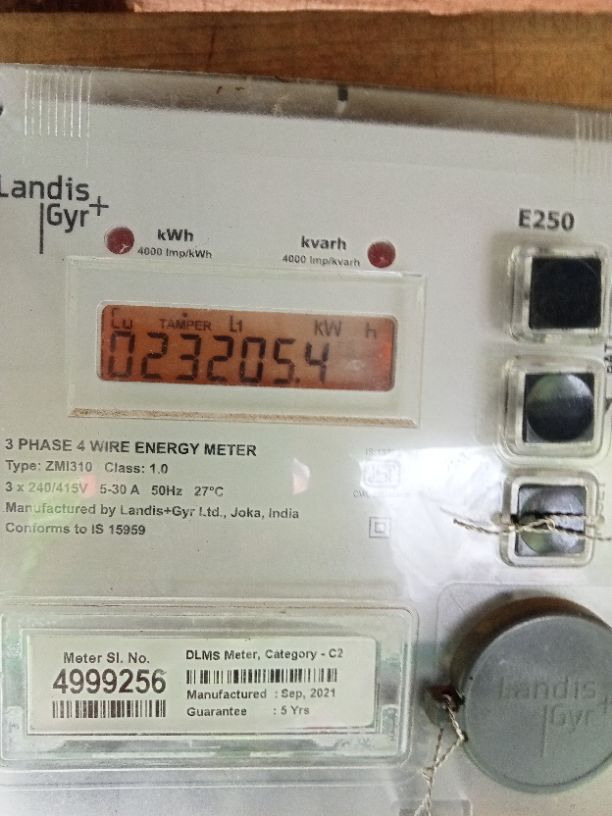 Landis
Gyr+
E250
kWh
4000 Imp/kWh
kvarh
4000 Imp/kvarh
Cu TAMPER L1 kW h
023205.4
3 PHASE 4 WIRE ENERGY METER
Type: ZMI310 Class: 1.0
3 x 240/415V 5-30 A 50Hz 27°C
Manufactured by Landis+Gyr Ltd., Joka, India
Conforms to IS 15959
Meter Sl. No.
4999256
DLMS Meter, Category - C2
Manufactured : Sep, 2021
Guarantee : 5 Yrs
Landis
Gyr+